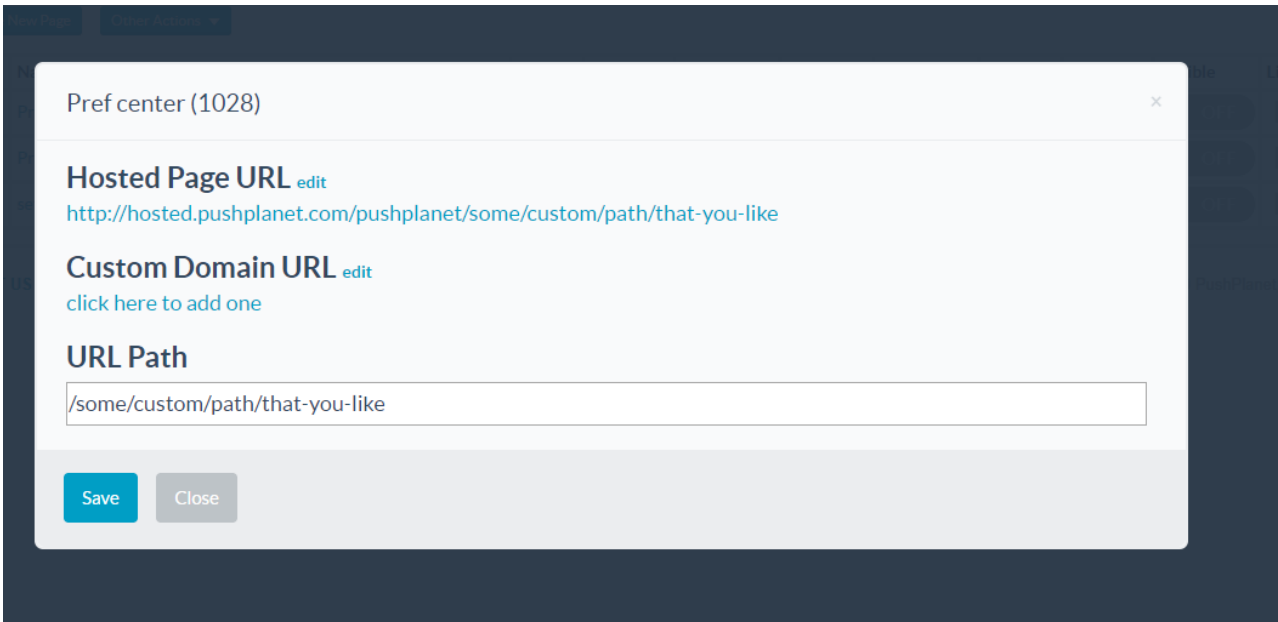 New Page Other Actions
Pref center (1028) ×
Hosted Page URL edit
http://hosted.pushplanet.com/pushplanet/some/custom/path/that-you-like
Custom Domain URL edit
click here to add one
URL Path
/some/custom/path/that-you-like
Save Close